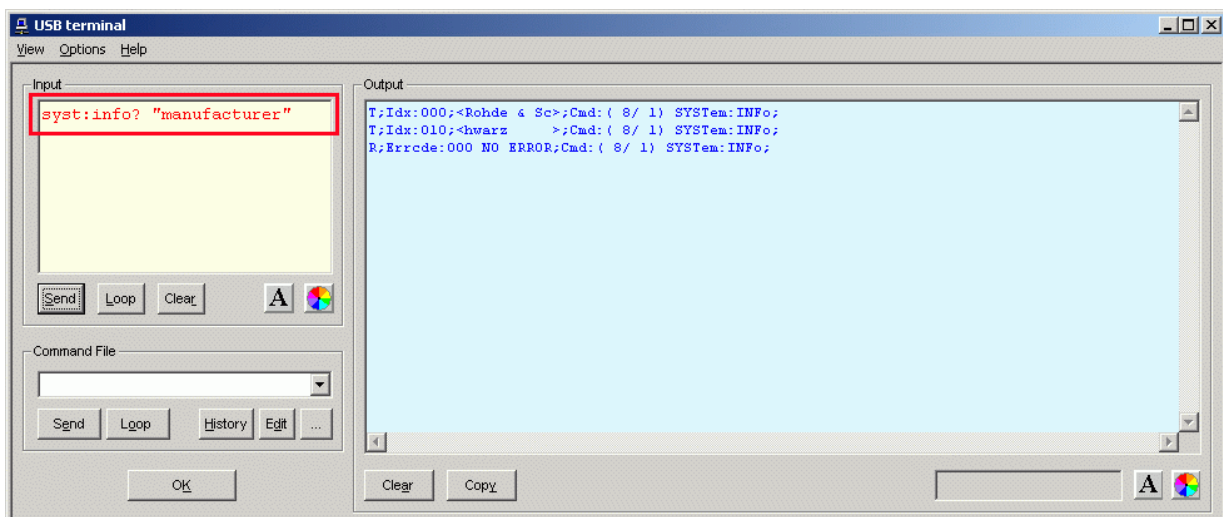 USB terminal
View Options Help
Input
syst:info? "manufacturer"
Send Loop Clear A
Command File
Send Loop History Edit ...
OK
Output
T;Idx:000;<Rohde & Sc>;Cmd:( 8/ 1) SYSTem:INFo;
T;Idx:010;<hwarz     >;Cmd:( 8/ 1) SYSTem:INFo;
R;Errcde:000 NO ERROR;Cmd:( 8/ 1) SYSTem:INFo;
Clear Copy A